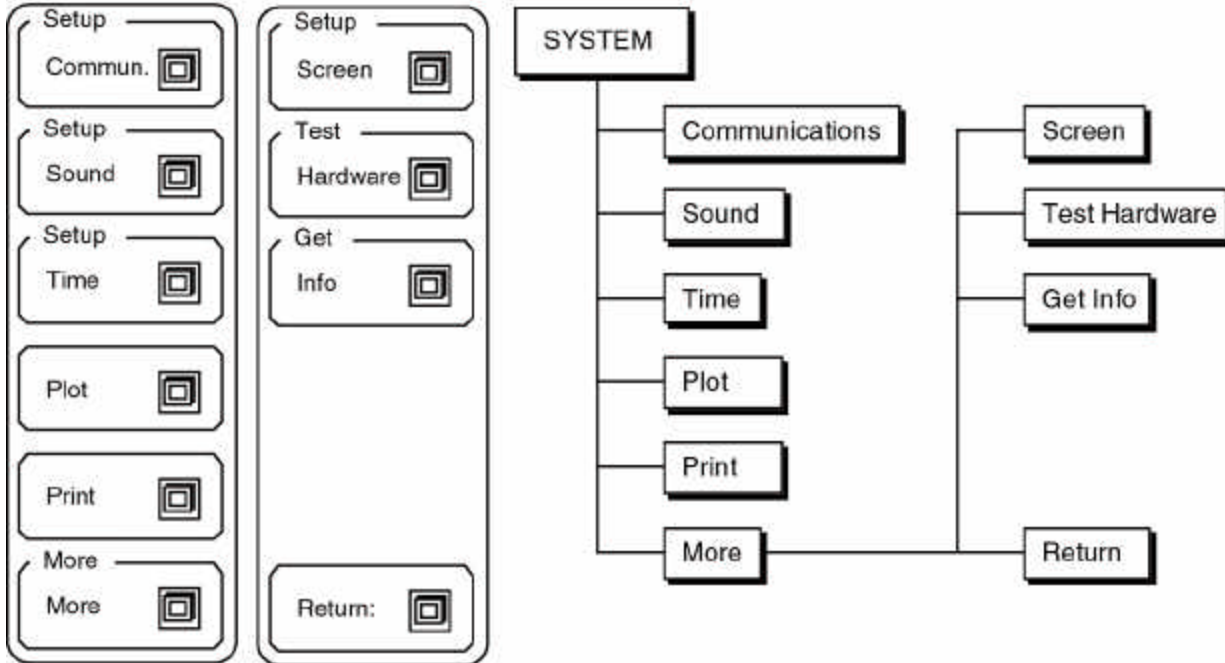 Setup
Commun.
Setup
Sound
Setup
Time
Plot
Print
More
More
Setup
Screen
Test
Hardware
Get
Info
Return:
SYSTEM
Communications
Sound
Time
Plot
Print
More
Screen
Test Hardware
Get Info
Return